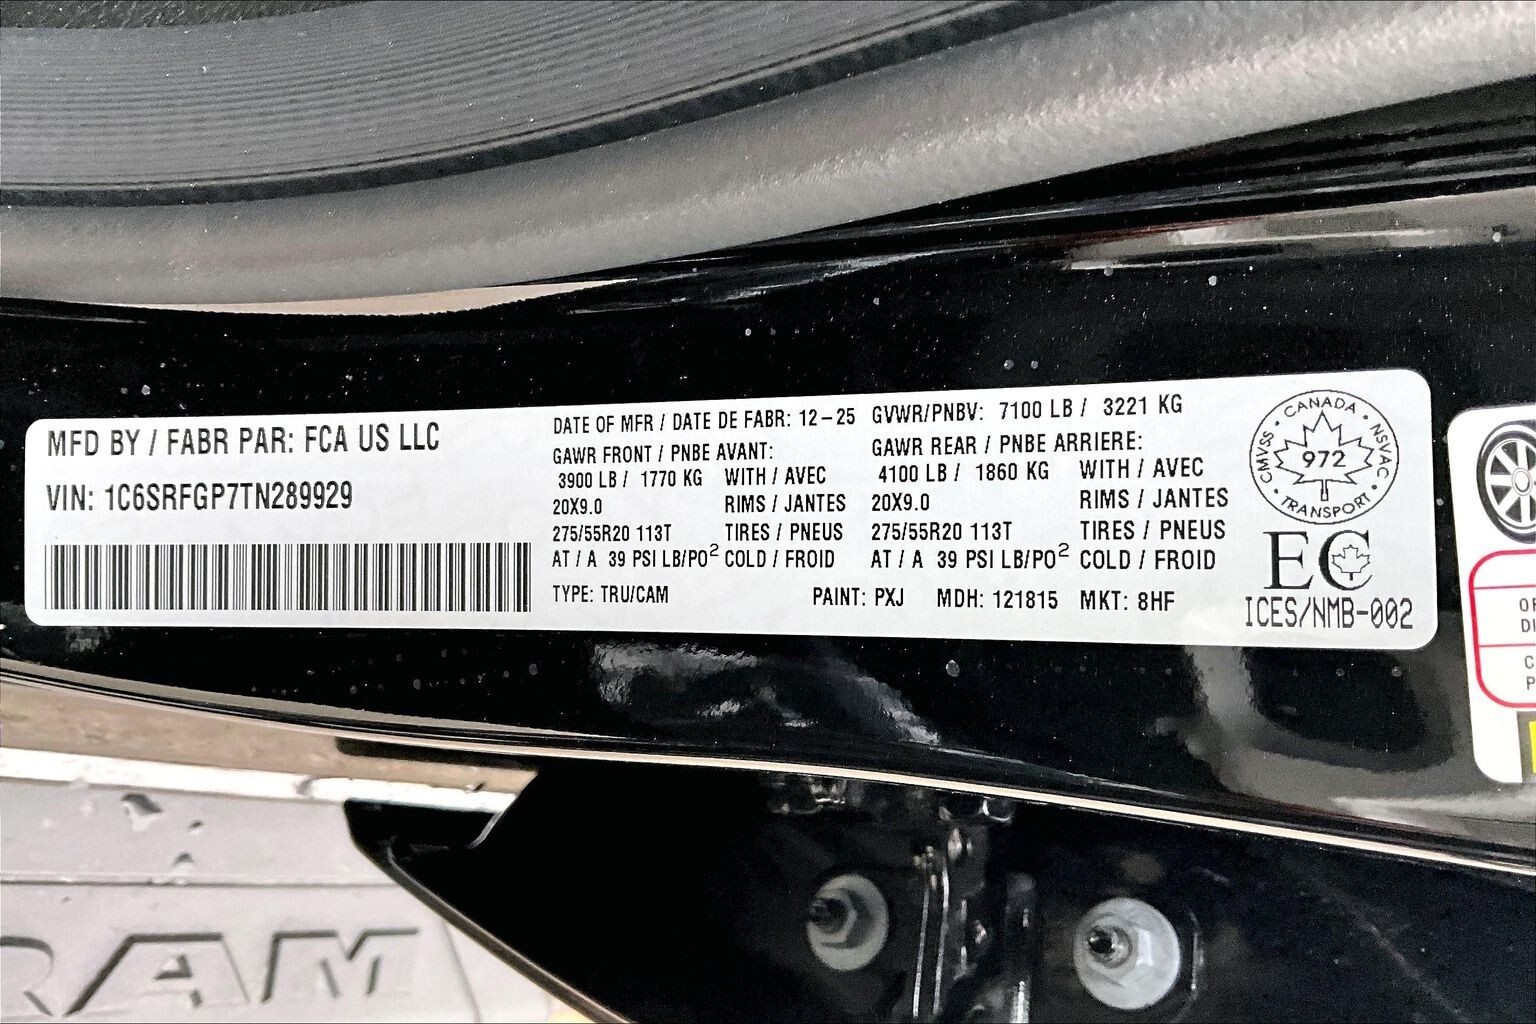 MFD BY / FABR PAR: FCA US LLC
VIN: 1C6SRFGP7TN289929
DATE OF MFR / DATE DE FABR: 12-25
GVWR/PNBV: 7100 LB / 3221 KG
GAWR FRONT / PNBE AVANT:
3900 LB / 1770 KG WITH / AVEC
20X9.0 RIMS / JANTES
275/55R20 113T TIRES / PNEUS
AT / A 39 PSI LB/PO² COLD / FROID
GAWR REAR / PNBE ARRIERE:
4100 LB / 1860 KG WITH / AVEC
20X9.0 RIMS / JANTES
275/55R20 113T TIRES / PNEUS
AT / A 39 PSI LB/PO² COLD / FROID
TYPE: TRU/CAM PAINT: PXJ MDH: 121815 MKT: 8HF
CANADA
CMVSS 972 NSVAC
TRANSPORT
EC
ICES/NMB-002
RAM